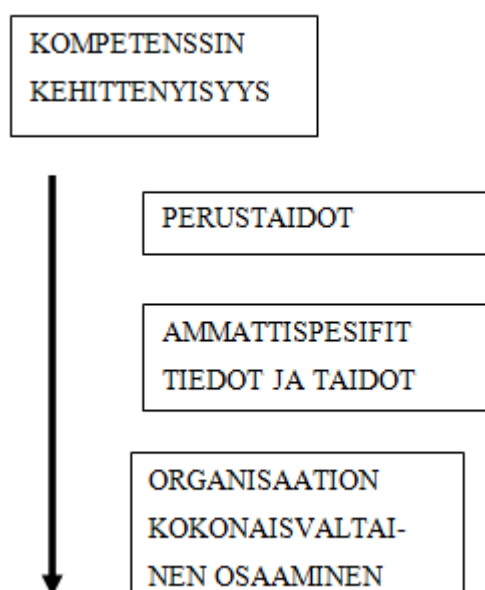 KOMPETENSSIN
KEHITTENYISYYS
PERUSTAIDOT
AMMATTISPESIFIT
TIEDOT JA TAIDOT
ORGANISAATION
KOKONAISVALTAI-
NEN OSAAMINEN